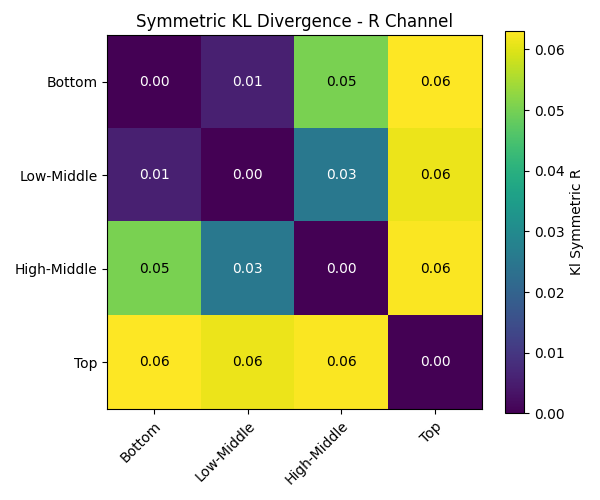 Symmetric KL Divergence - R Channel
Bottom 0.00 0.01 0.05 0.06
Low-Middle 0.01 0.00 0.03 0.06
High-Middle 0.05 0.03 0.00 0.06
Top 0.06 0.06 0.06 0.00
Bottom Low-Middle High-Middle Top
0.06
0.05
0.04
0.03
0.02
0.01
0.00
Kl Symmetric R